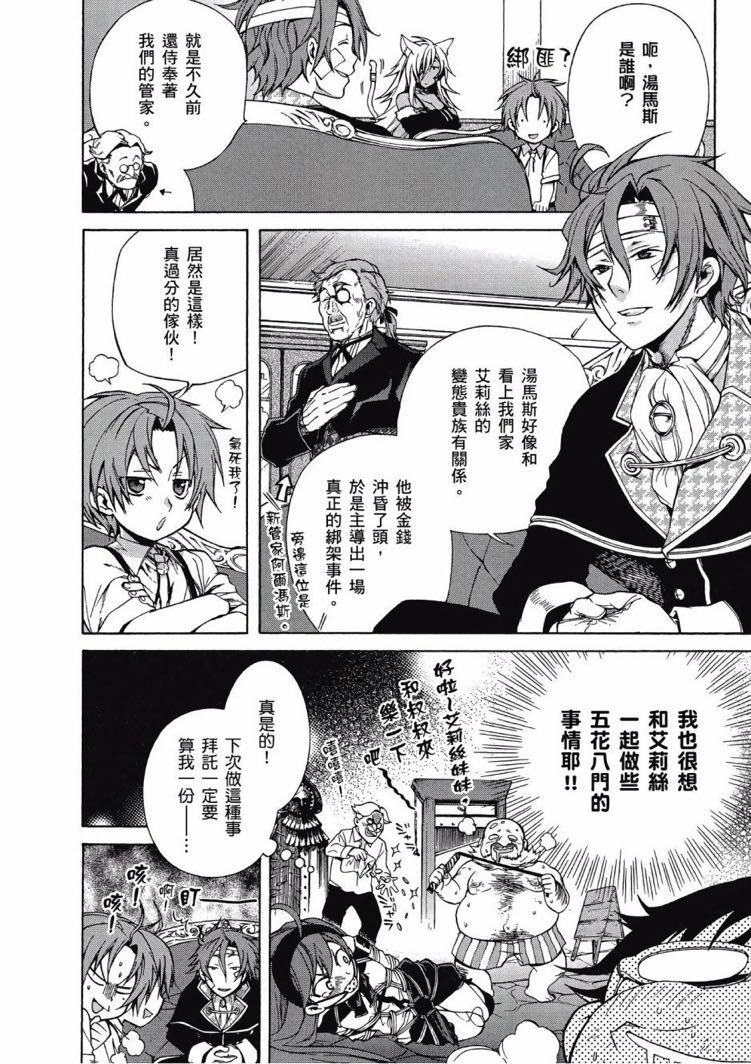 呃，湯馬斯
是誰啊？
綁匪？
就是不久前
還侍奉著
我們的管家。
湯馬斯好像和
看上我們家
艾莉絲的
變態貴族有關係。
他被金錢
沖昏了頭，
於是主導出一場
真正的綁架事件。
旁邊這位是
新管家阿爾馮斯。
居然是這樣！
真過分的傢伙！
氣死我了！
我也很想
和艾莉絲
一起做些
五花八門的
事情耶!!
好啦～艾莉絲妹妹。
和叔叔來
樂一下
吧
嘻嘻嘻！
真是的！
下次做這種事
拜託一定要
算我一份——…
盯——
啊！
咳！
咳！